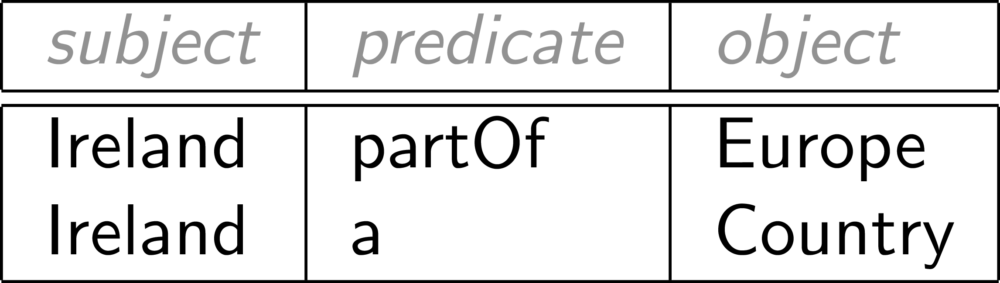 subject predicate object
Ireland partOf Europe
Ireland a Country